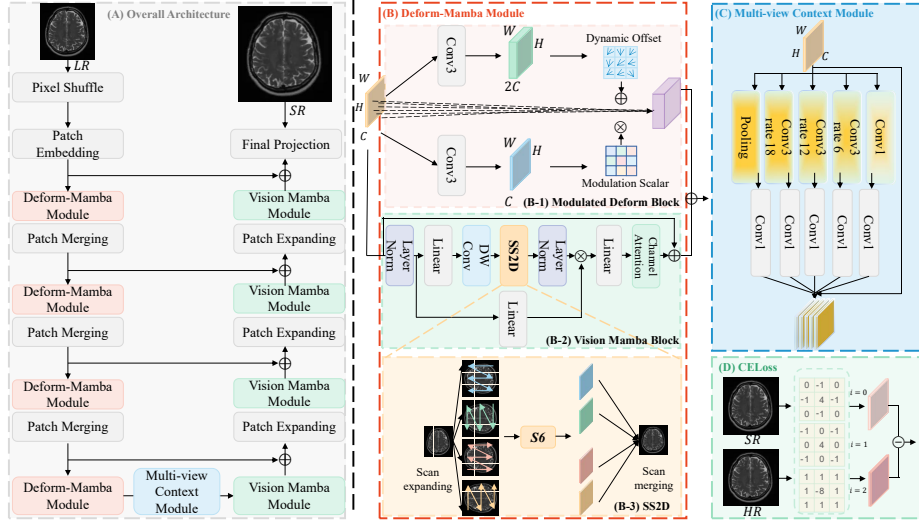 (A) Overall Architecture
LR
Pixel Shuffle
Patch
Embedding
Deform-Mamba
Module
Patch Merging
Deform-Mamba
Module
Patch Merging
Deform-Mamba
Module
Patch Merging
Deform-Mamba
Module
Multi-view
Context
Module
Vision Mamba
Module
Patch Expanding
Vision Mamba
Module
Patch Expanding
Vision Mamba
Module
Patch Expanding
Vision Mamba
Module
Final Projection
SR
(B) Deform-Mamba Module
W
H
C
Conv3
W
H
2C
Dynamic Offset
Conv3
W
H
C
Modulation Scalar
(B-1) Modulated Deform Block
Layer
Norm
Linear
DW
Conv
SS2D
Layer
Norm
Linear
Channel
Attention
Linear
(B-2) Vision Mamba Block
Scan
expanding
S6
Scan
merging
(B-3) SS2D
(C) Multi-view Context Module
W
H
C
Pooling
Conv3
rate 18
Conv3
rate 12
Conv3
rate 6
Conv1
Conv1
Conv1
Conv1
Conv1
Conv1
(D) CELoss
SR
HR
0 -1 0
-1 4 -1
0 -1 0
-1 0 -1
0 4 0
-1 0 -1
1 1 1
1 -8 1
1 1 1
i = 0
i = 1
i = 2